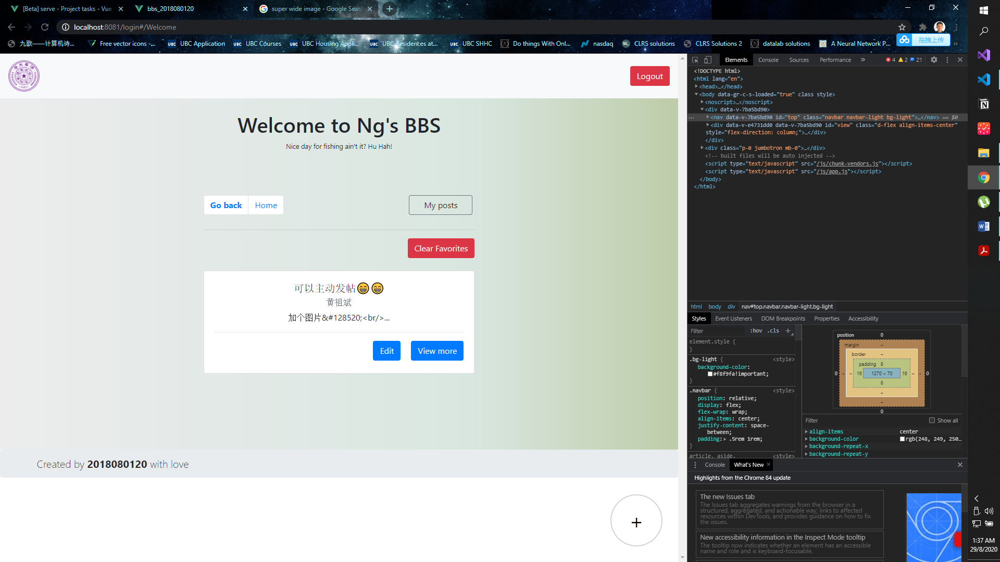 [Beta] serve - Project tasks - Vue
bbs_2018080120
super wide image - Google Sear
localhost:8081/login#/Welcome
九歌——计算机诗...
Free vector icons -...
UBC Application
UBC Courses
UBC Housing Appli...
UBC Residences at...
UBC SHHC
Do things With Onl...
nasdaq
CLRS solutions
CLRS Solutions 2
datalab solutions
A Neural Network P...
拖拽上传
Logout
Welcome to Ng's BBS
Nice day for fishing ain't it? Hu Hah!
Go back
Home
My posts
Clear Favorites
可以主动发帖😁😁
黄祖斌
加个图片&#128520;<br/>...
Edit
View more
Created by 2018080120 with love
+
Elements
Console
Sources
Performance
»
4
2
21
<!DOCTYPE html>
<html lang="en">
<head>…</head>
<body data-gr-c-s-loaded="true" class style>
<noscript>…</noscript>
<div data-v-7ba5bd90>
<nav data-v-7ba5bd90 id="top" class="navbar navbar-light bg-light">…</nav> == $0
<div data-v-e4731dd0 data-v-7ba5bd90 id="view" class="d-flex align-items-center"
style="flex-direction: column;">…</div>
</div>
<div class="p-0 jumbotron mb-0">…</div>
<!-- built files will be auto injected -->
<script type="text/javascript" src="/js/chunk-vendors.js"></script>
<script type="text/javascript" src="/js/app.js"></script>
</body>
</html>
html
body
div
nav#top.navbar.navbar-light.bg-light
Styles
Event Listeners
DOM Breakpoints
Properties
Accessibility
Filter
:hov
.cls
+
element.style {
}
.bg-light {
<style>
background-color:
#f8f9fa!important;
}
.navbar {
<style>
position: relative;
display: flex;
flex-wrap: wrap;
align-items: center;
justify-content: space-
between;
padding: .5rem 1rem;
}
article, aside,
<style>
position
0
margin
–
border
–
padding
8
0
–
–
16
1270 × 70
16
–
–
0
8
–
–
0
Filter
Show all
align-items
center
background-color
rgb(248, 249, 250…
background-repeat-x
background-repeat-y
Console
What's New
Highlights from the Chrome 84 update
The new Issues tab
The Issues tab aggregates warnings from the browser in a
structured, aggregated, and actionable way, links to affected
resources within DevTools, and provides guidance on how to fix
the issues.
New accessibility information in the Inspect Mode tooltip
The tooltip now indicates whether an element has an accessible
name and role and is keyboard-focusable.
1:37 AM
29/8/2020